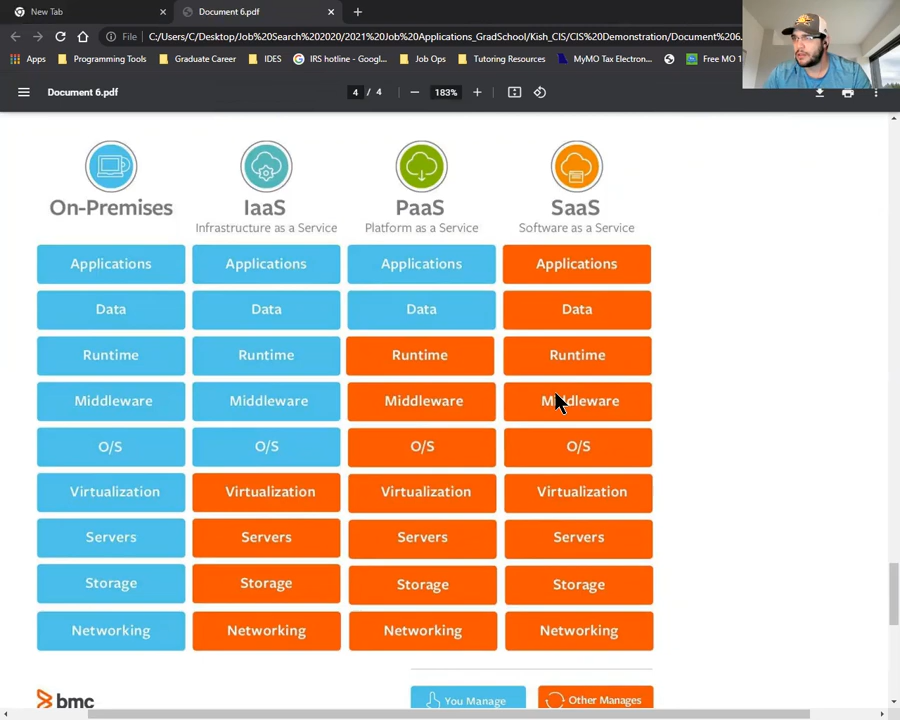 New Tab
Document 6.pdf
File
C:/Users/C/Desktop/Job%20Search%202020/2021%20Job%20Applications_GradSchool/Kish_CIS/CIS%20Demonstration/Document%206.
Apps
Programming Tools
Graduate Career
IDES
IRS hotline - Googl...
Job Ops
Tutoring Resources
MyMO Tax Electron...
Free MO 1
Document 6.pdf
4 / 4
183%
On-Premises
IaaS
PaaS
SaaS
Infrastructure as a Service
Platform as a Service
Software as a Service
Applications
Applications
Applications
Applications
Data
Data
Data
Data
Runtime
Runtime
Runtime
Runtime
Middleware
Middleware
Middleware
Middleware
O/S
O/S
O/S
O/S
Virtualization
Virtualization
Virtualization
Virtualization
Servers
Servers
Servers
Servers
Storage
Storage
Storage
Storage
Networking
Networking
Networking
Networking
bmc
You Manage
Other Manages